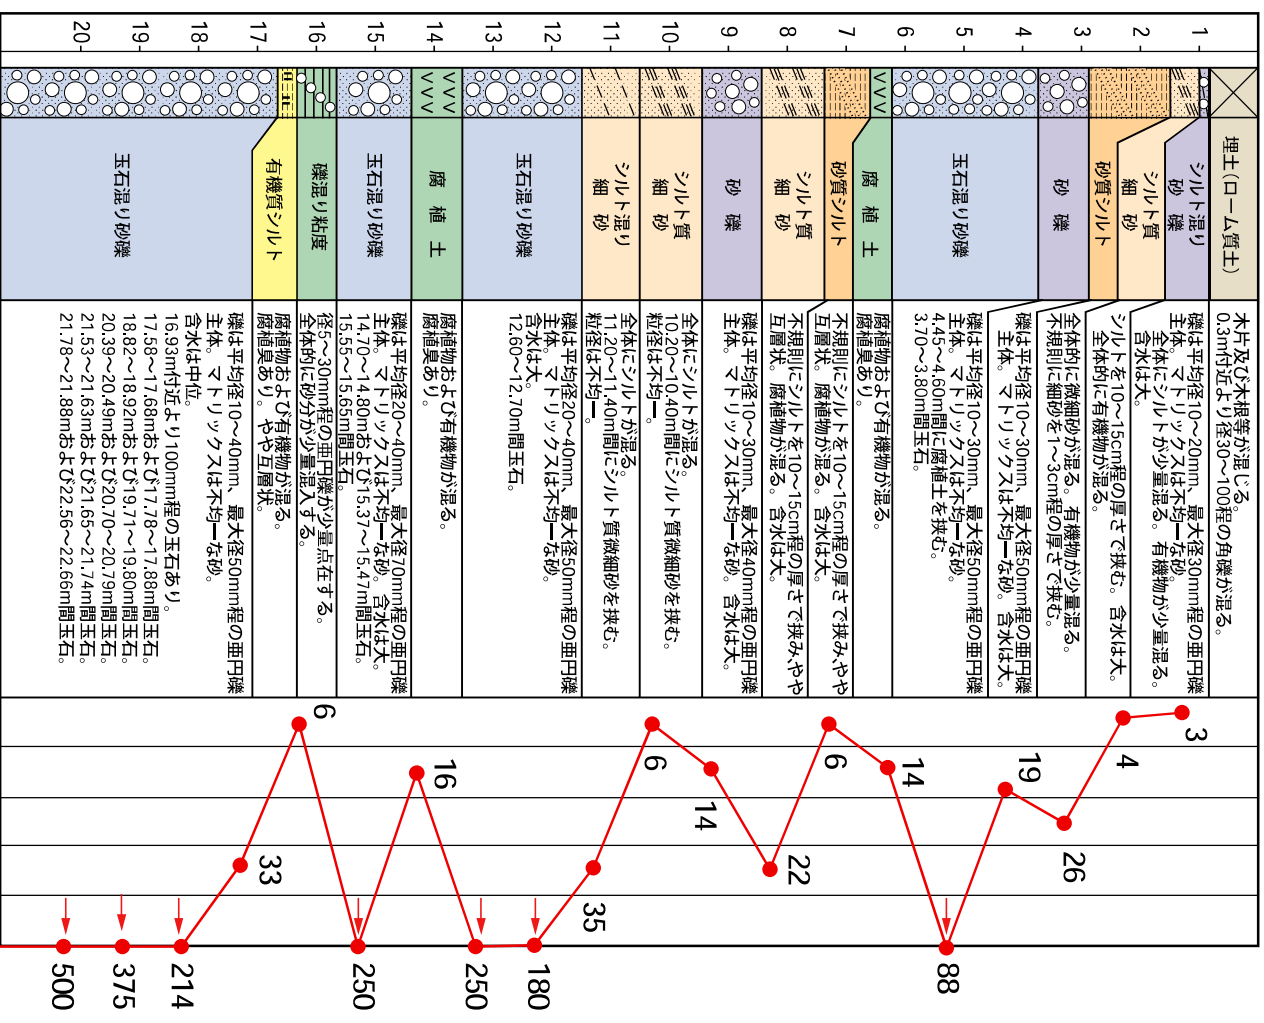 1
2
3
4
5
6
7
8
9
10
11
12
13
14
15
16
17
18
19
20
埋土(ローム質土)
シルト混り
砂　礫
シルト質
細　砂
砂質シルト
砂　礫
玉石混り砂礫
腐　植　土
砂質シルト
シルト質
細　砂
砂　礫
シルト質
細　砂
シルト混り
細　砂
玉石混り砂礫
腐　植　土
玉石混り砂礫
礫混り粘度
有機質シルト
玉石混り砂礫
木片及び木根等が混じる。
0.3m付近より径30～100程の角礫が混る。
礫は平均径10～20mm、最大径30mm程の亜円礫
主体。マトリックスは不均一な砂。
全体にシルトが少量混る。有機物が少量混る。
含水は大。
シルトを10～15cm程の厚さで挟む。含水は大。
全体的に有機物が混る。
全体的に微細砂が混る。有機物が少量混る。
不規則に細砂を1～3cm程の厚さで挟む。
礫は平均径10～30mm、最大径50mm程の亜円礫
主体。マトリックスは不均一な砂。含水は大。
礫は平均径10～30mm、最大径50mm程の亜円礫
主体。マトリックスは不均一な砂。
4.45～4.60m間に腐植土を挟む。
3.70～3.80m間玉石。
腐植物および有機物が混る。
腐植臭あり。
不規則にシルトを10～15cm程の厚さで挟み、やや
互層状。腐植物が混る。含水は大。
不規則にシルトを10～15cm程の厚さで挟み、やや
互層状。腐植物が混る。含水は大。
礫は平均径10～30mm、最大径40mm程の亜円礫
主体。マトリックスは不均一な砂。含水は大。
全体にシルトが混る。
10.20～10.40m間にシルト質微細砂を挟む。
粒径は不均一。
全体にシルトが混る。
11.20～11.40m間にシルト質微細砂を挟む。
粒径は不均一。
礫は平均径20～40mm、最大径50mm程の亜円礫
主体。マトリックスは不均一な砂。
含水は大。
12.60～12.70m間玉石。
腐植物および有機物が混る。
腐植臭あり。
礫は平均径20～40mm、最大径70mm程の亜円礫
主体。マトリックスは不均一な砂。含水は大。
14.70～14.80mおよび15.37～15.47m間玉石。
15.55～15.65m間玉石。
径5～30mm程の亜円礫が少量点在する。
全体的に砂分が少量混入する。
腐植物および有機物が混る。
腐植臭あり。やや互層状。
礫は平均径10～40mm、最大径50mm程の亜円礫
主体。マトリックスは不均一な砂。
含水は中位。
16.93m付近より100mm程の玉石あり。
17.58～17.68mおよび17.78～17.88m間玉石。
18.82～18.92mおよび19.71～19.80m間玉石。
20.39～20.49mおよび20.70～20.79m間玉石。
21.53～21.63mおよび21.65～21.74m間玉石。
21.78～21.88mおよび22.56～22.66m間玉石。
3
4
26
19
88
14
6
22
14
6
35
180
250
16
250
6
33
214
375
500